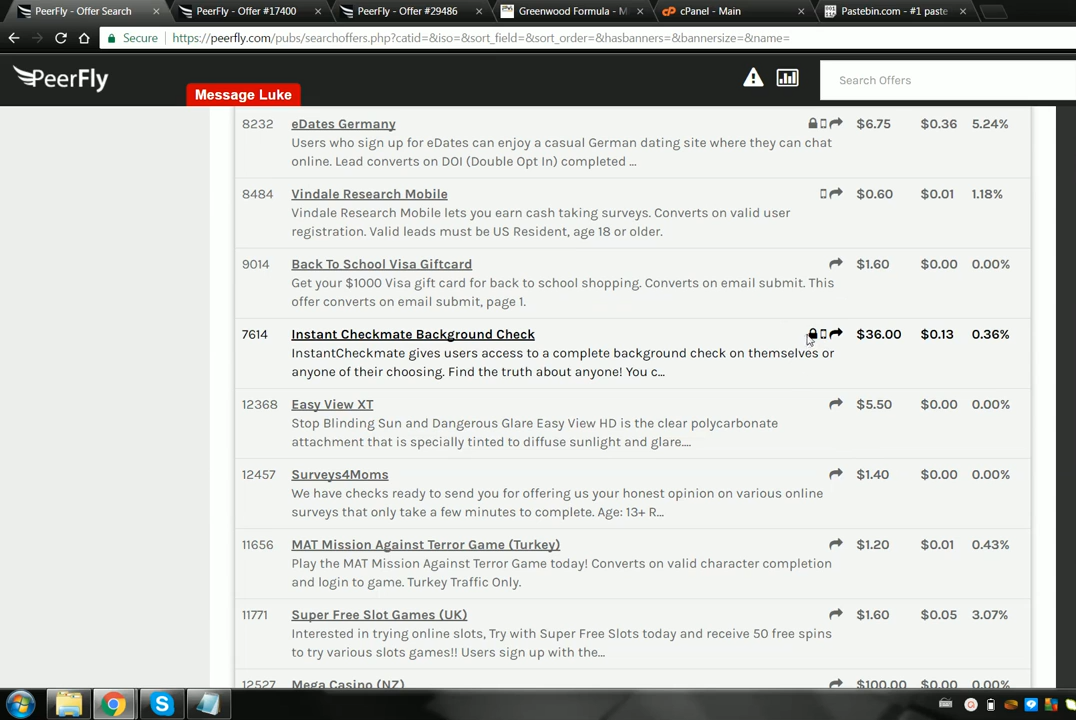 PeerFly - Offer Search
PeerFly - Offer #17400
PeerFly - Offer #29486
Greenwood Formula - M
cPanel - Main
Pastebin.com - #1 paste
Secure
https://peerfly.com/pubs/searchoffers.php?catid=&iso=&sort_field=&sort_order=&hasbanners=&bannersize=&name=
PeerFly
Message Luke
Search Offers
8232 eDates Germany $6.75 $0.36 5.24%
Users who sign up for eDates can enjoy a casual German dating site where they can chat
online. Lead converts on DOI (Double Opt In) completed ...
8484 Vindale Research Mobile $0.60 $0.01 1.18%
Vindale Research Mobile lets you earn cash taking surveys. Converts on valid user
registration. Valid leads must be US Resident, age 18 or older.
9014 Back To School Visa Giftcard $1.60 $0.00 0.00%
Get your $1000 Visa gift card for back to school shopping. Converts on email submit. This
offer converts on email submit, page 1.
7614 Instant Checkmate Background Check $36.00 $0.13 0.36%
InstantCheckmate gives users access to a complete background check on themselves or
anyone of their choosing. Find the truth about anyone! You c...
12368 Easy View XT $5.50 $0.00 0.00%
Stop Blinding Sun and Dangerous Glare Easy View HD is the clear polycarbonate
attachment that is specially tinted to diffuse sunlight and glare....
12457 Surveys4Moms $1.40 $0.00 0.00%
We have checks ready to send you for offering us your honest opinion on various online
surveys that only take a few minutes to complete. Age: 13+ R...
11656 MAT Mission Against Terror Game (Turkey) $1.20 $0.01 0.43%
Play the MAT Mission Against Terror Game today! Converts on valid character completion
and login to game. Turkey Traffic Only.
11771 Super Free Slot Games (UK) $1.60 $0.05 3.07%
Interested in trying online slots, Try with Super Free Slots today and receive 50 free spins
to try various slots games!! Users sign up with the...
12527 Mega Casino (NZ) $100.00 $0.00 0.00%